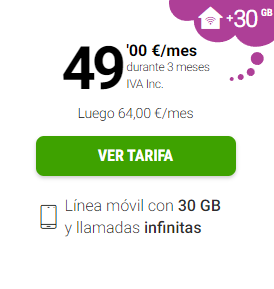 +30 GB
49'00 €/mes
durante 3 meses
IVA Inc.
Luego 64,00 €/mes
VER TARIFA
Línea móvil con 30 GB
y llamadas infinitas